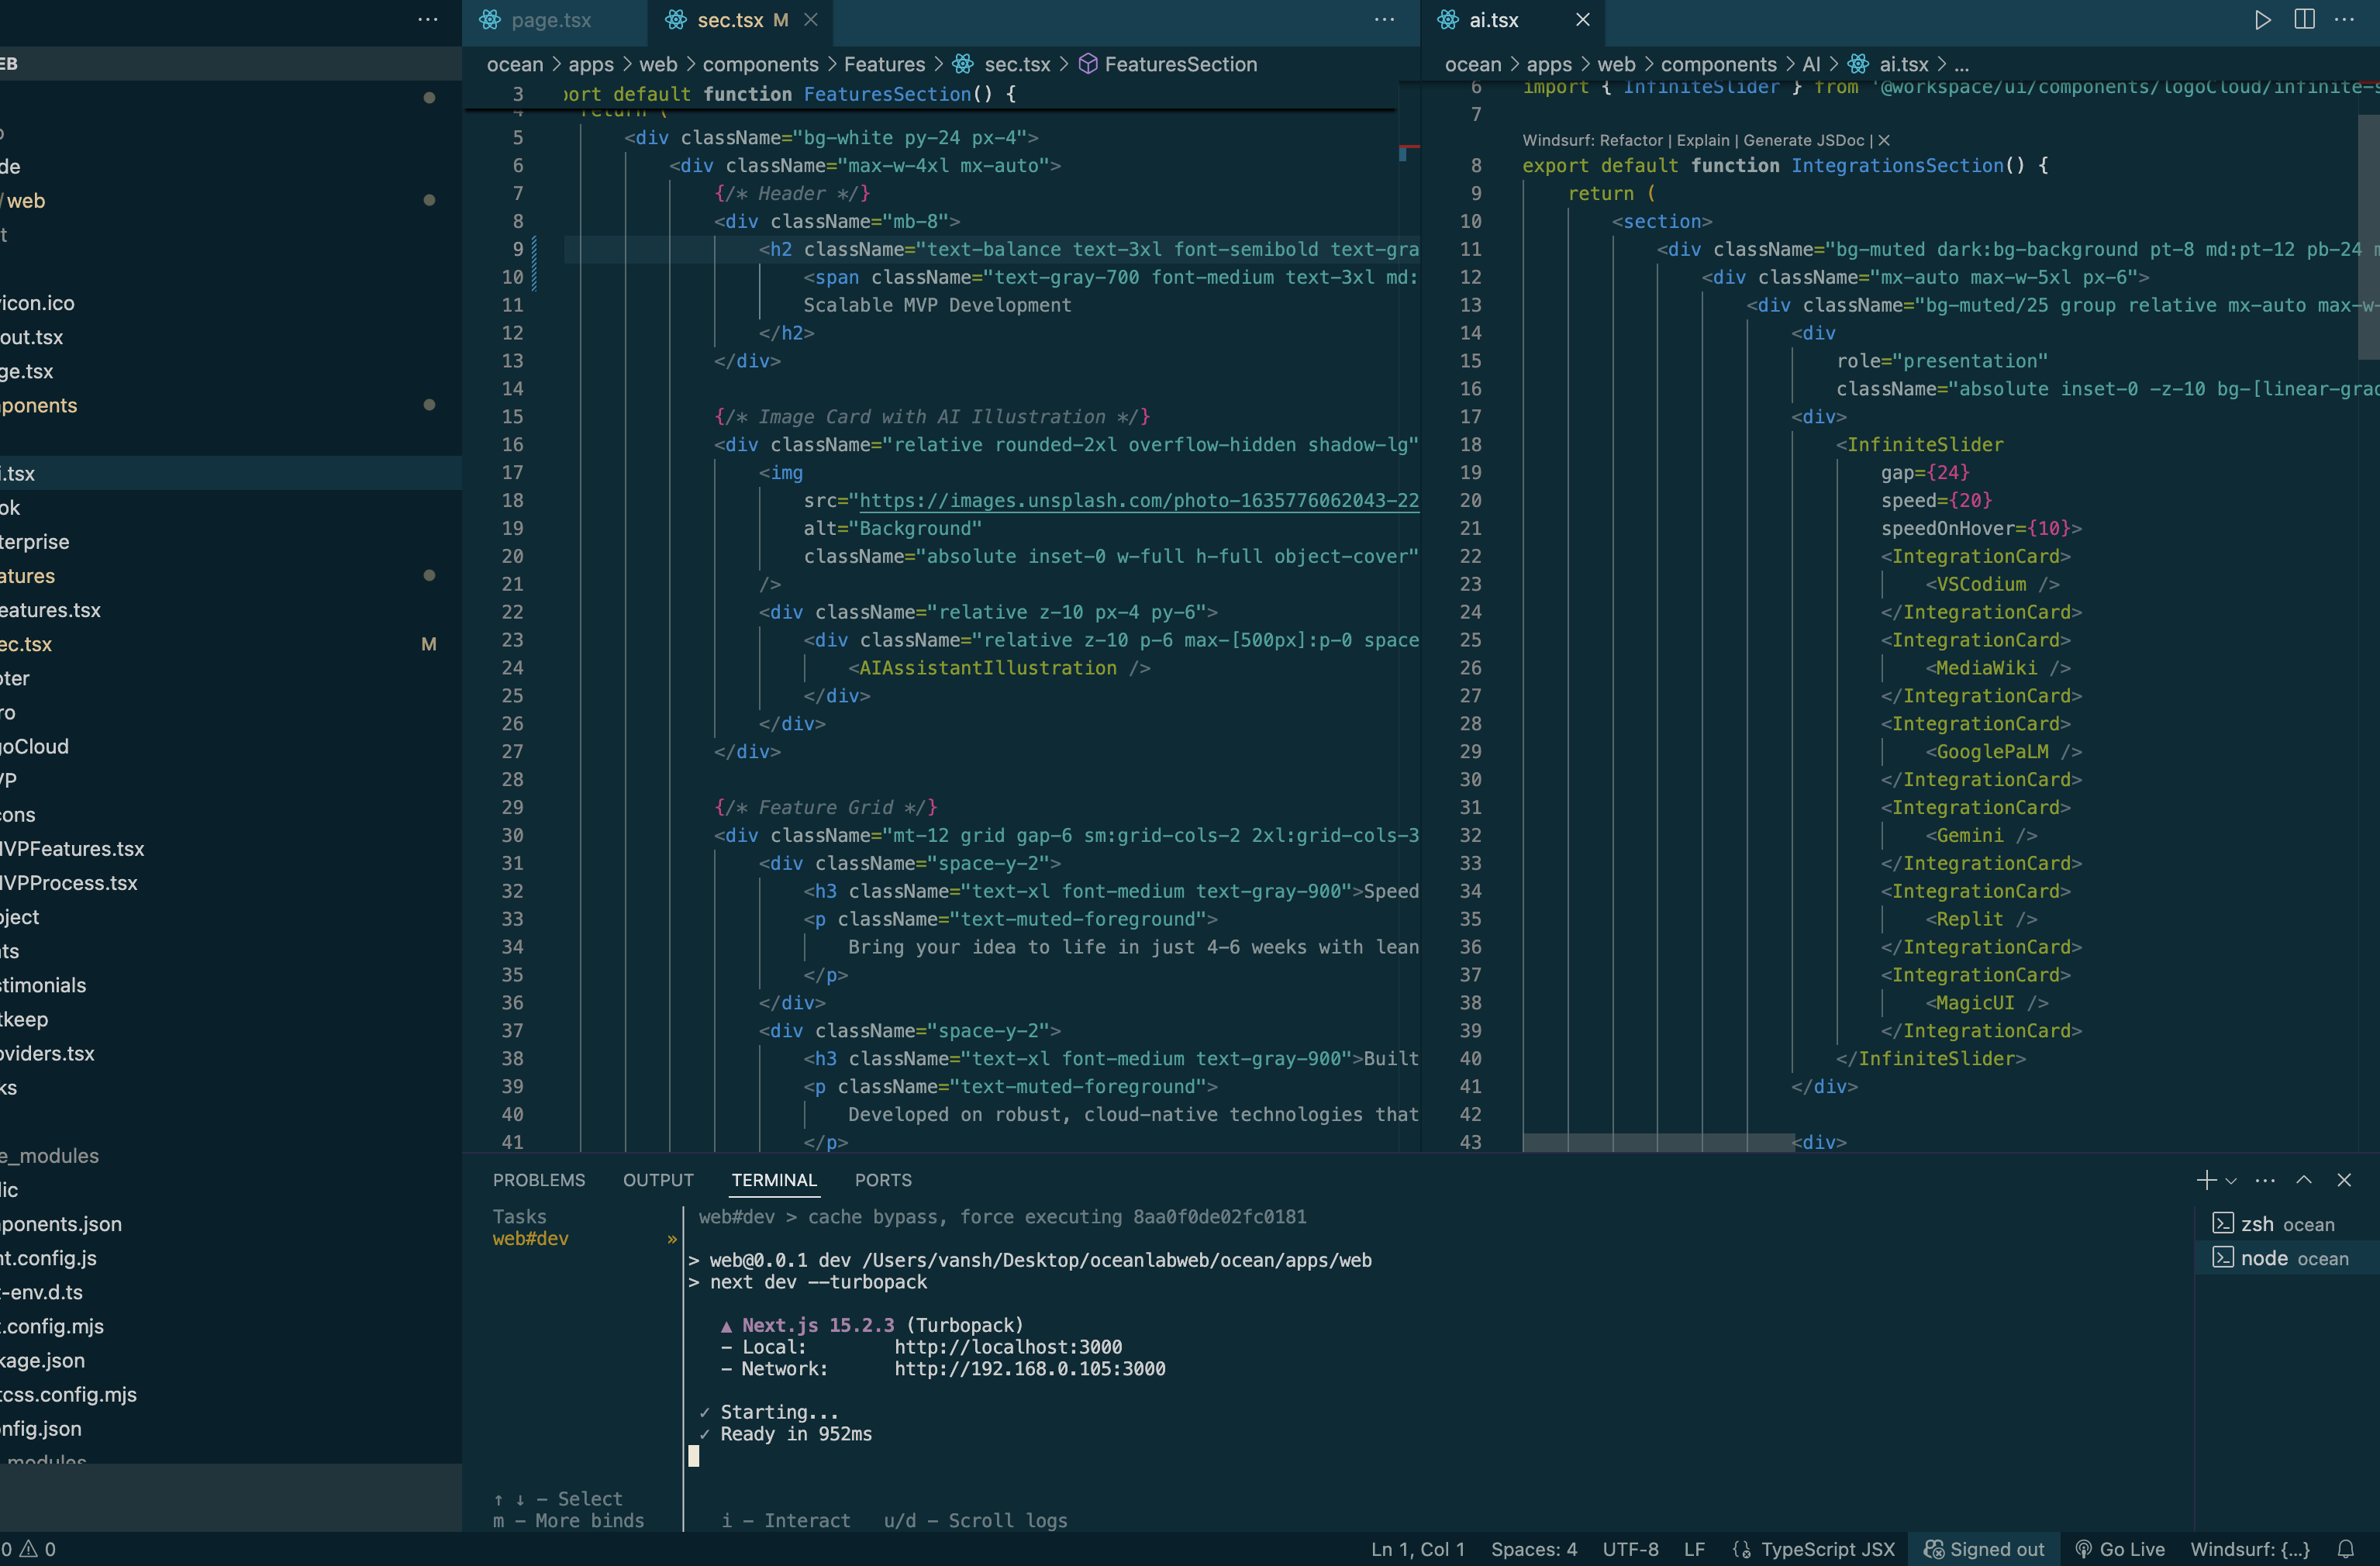 EB
de
/web
t
icon.ico
out.tsx
ge.tsx
ponents
i.tsx
ok
terprise
atures
eatures.tsx
ec.tsx M
oter
ro
goCloud
VP
cons
IVPFeatures.tsx
IVPProcess.tsx
oject
ts
stimonials
tkeep
oviders.tsx
ks
e_modules
lic
ponents.json
nt.config.js
t-env.d.ts
t.config.mjs
kage.json
tcss.config.mjs
nfig.json
_modules
page.tsx sec.tsx M
ocean > apps > web > components > Features > sec.tsx > FeaturesSection
3 port default function FeaturesSection() {
4 return (
5 <div className="bg-white py-24 px-4">
6 <div className="max-w-4xl mx-auto">
7 {/* Header */}
8 <div className="mb-8">
9 <h2 className="text-balance text-3xl font-semibold text-gra
10 <span className="text-gray-700 font-medium text-3xl md:
11 Scalable MVP Development
12 </h2>
13 </div>
14
15 {/* Image Card with AI Illustration */}
16 <div className="relative rounded-2xl overflow-hidden shadow-lg"
17 <img
18 src="https://images.unsplash.com/photo-1635776062043-22
19 alt="Background"
20 className="absolute inset-0 w-full h-full object-cover"
21 />
22 <div className="relative z-10 px-4 py-6">
23 <div className="relative z-10 p-6 max-[500px]:p-0 space
24 <AIAssistantIllustration />
25 </div>
26 </div>
27 </div>
28
29 {/* Feature Grid */}
30 <div className="mt-12 grid gap-6 sm:grid-cols-2 2xl:grid-cols-3
31 <div className="space-y-2">
32 <h3 className="text-xl font-medium text-gray-900">Speed
33 <p className="text-muted-foreground">
34 Bring your idea to life in just 4-6 weeks with lean
35 </p>
36 </div>
37 <div className="space-y-2">
38 <h3 className="text-xl font-medium text-gray-900">Built
39 <p className="text-muted-foreground">
40 Developed on robust, cloud-native technologies that
41 </p>
ai.tsx
ocean > apps > web > components > AI > ai.tsx > ...
6 import { InfiniteSlider } from '@workspace/ui/components/logoCloud/infinite-s
7
Windsurf: Refactor | Explain | Generate JSDoc | X
8 export default function IntegrationsSection() {
9 return (
10 <section>
11 <div className="bg-muted dark:bg-background pt-8 md:pt-12 pb-24 m
12 <div className="mx-auto max-w-5xl px-6">
13 <div className="bg-muted/25 group relative mx-auto max-w-
14 <div
15 role="presentation"
16 className="absolute inset-0 -z-10 bg-[linear-grad
17 <div>
18 <InfiniteSlider
19 gap={24}
20 speed={20}
21 speedOnHover={10}>
22 <IntegrationCard>
23 <VSCodium />
24 </IntegrationCard>
25 <IntegrationCard>
26 <MediaWiki />
27 </IntegrationCard>
28 <IntegrationCard>
29 <GooglePaLM />
30 </IntegrationCard>
31 <IntegrationCard>
32 <Gemini />
33 </IntegrationCard>
34 <IntegrationCard>
35 <Replit />
36 </IntegrationCard>
37 <IntegrationCard>
38 <MagicUI />
39 </IntegrationCard>
40 </InfiniteSlider>
41 </div>
42
43 <div>
PROBLEMS OUTPUT TERMINAL PORTS
Tasks
web#dev »
web#dev > cache bypass, force executing 8aa0f0de02fc0181
> web@0.0.1 dev /Users/vansh/Desktop/oceanlabweb/ocean/apps/web
> next dev --turbopack
▲ Next.js 15.2.3 (Turbopack)
- Local: http://localhost:3000
- Network: http://192.168.0.105:3000
✓ Starting...
✓ Ready in 952ms
↑ ↓ - Select
m - More binds i - Interact u/d - Scroll logs
zsh ocean
node ocean
0 0 Ln 1, Col 1 Spaces: 4 UTF-8 LF TypeScript JSX Signed out Go Live Windsurf: {...}